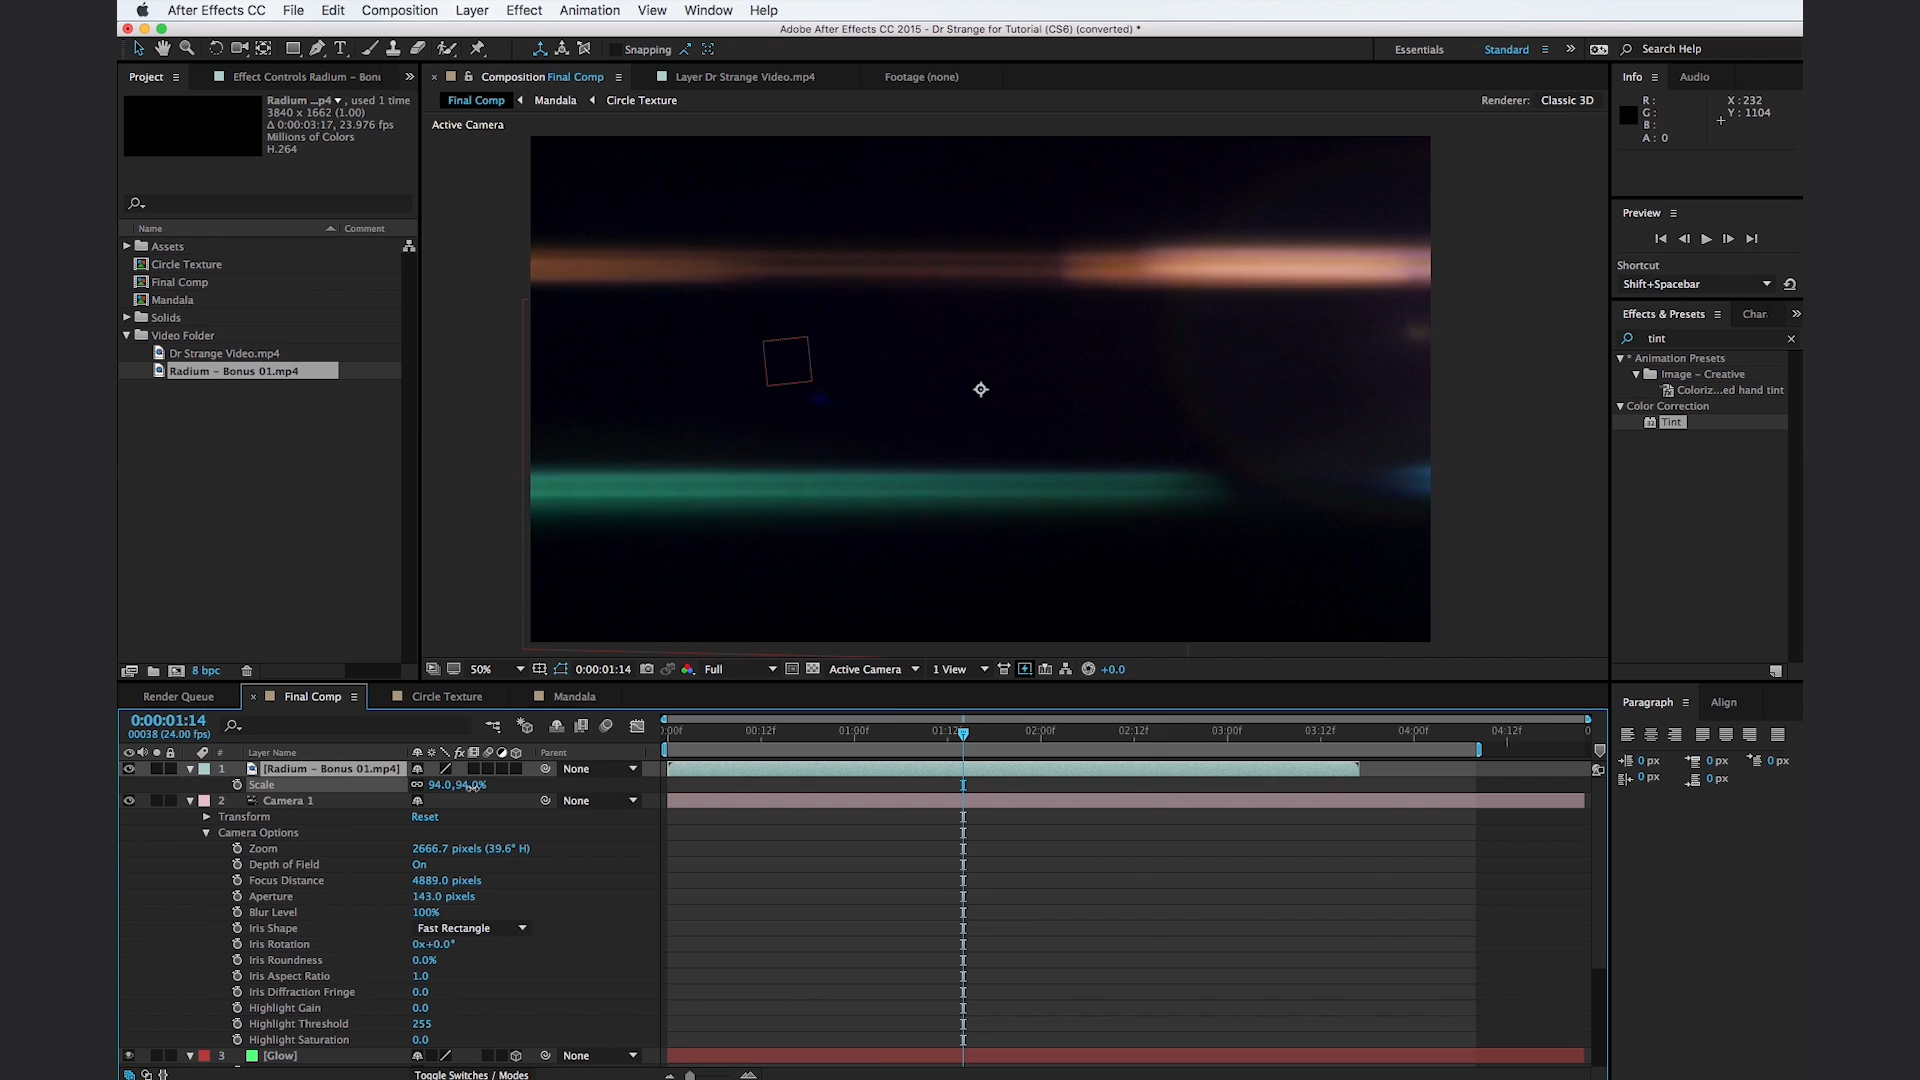 After Effects CC File Edit Composition Layer Effect Animation View Window Help
Adobe After Effects CC 2015 - Dr Strange for Tutorial (CS6) (converted) *
Snapping Essentials Standard Search Help
Project Effect Controls Radium - Bonu Composition Final Comp Layer Dr Strange Video.mp4 Footage (none) Info Audio
Radium ...p4 , used 1 time
3840 x 1662 (1.00)
Δ 0:00:03:17, 23.976 fps
Millions of Colors
H.264
Final Comp Mandala Circle Texture Renderer: Classic 3D
Active Camera
R: X: 232
G: Y: 1104
B:
A: 0
Name Comment
Assets
Circle Texture
Final Comp
Mandala
Solids
Video Folder
Dr Strange Video.mp4
Radium - Bonus 01.mp4
8 bpc
Preview
Shortcut
Shift+Spacebar
Effects & Presets Char
tint
* Animation Presets
Image - Creative
Coloriz...ed hand tint
Color Correction
32 Tint
50% 0:00:01:14 Full Active Camera 1 View +0.0
Render Queue Final Comp Circle Texture Mandala
0:00:01:14
00038 (24.00 fps)
:00f 00:12f 01:00f 01:12f 02:00f 02:12f 03:00f 03:12f 04:00f 04:12f 0
# Layer Name fx Parent
1 [Radium - Bonus 01.mp4] None
Scale 94.0,94.0%
2 Camera 1 None
Transform Reset
Camera Options
Zoom 2666.7 pixels (39.6° H)
Depth of Field On
Focus Distance 4889.0 pixels
Aperture 143.0 pixels
Blur Level 100%
Iris Shape Fast Rectangle
Iris Rotation 0x+0.0°
Iris Roundness 0.0%
Iris Aspect Ratio 1.0
Iris Diffraction Fringe 0.0
Highlight Gain 0.0
Highlight Threshold 255
Highlight Saturation 0.0
3 [Glow] None
Toggle Switches / Modes
Paragraph Align
0 px 0 px 0 px
0 px 0 px